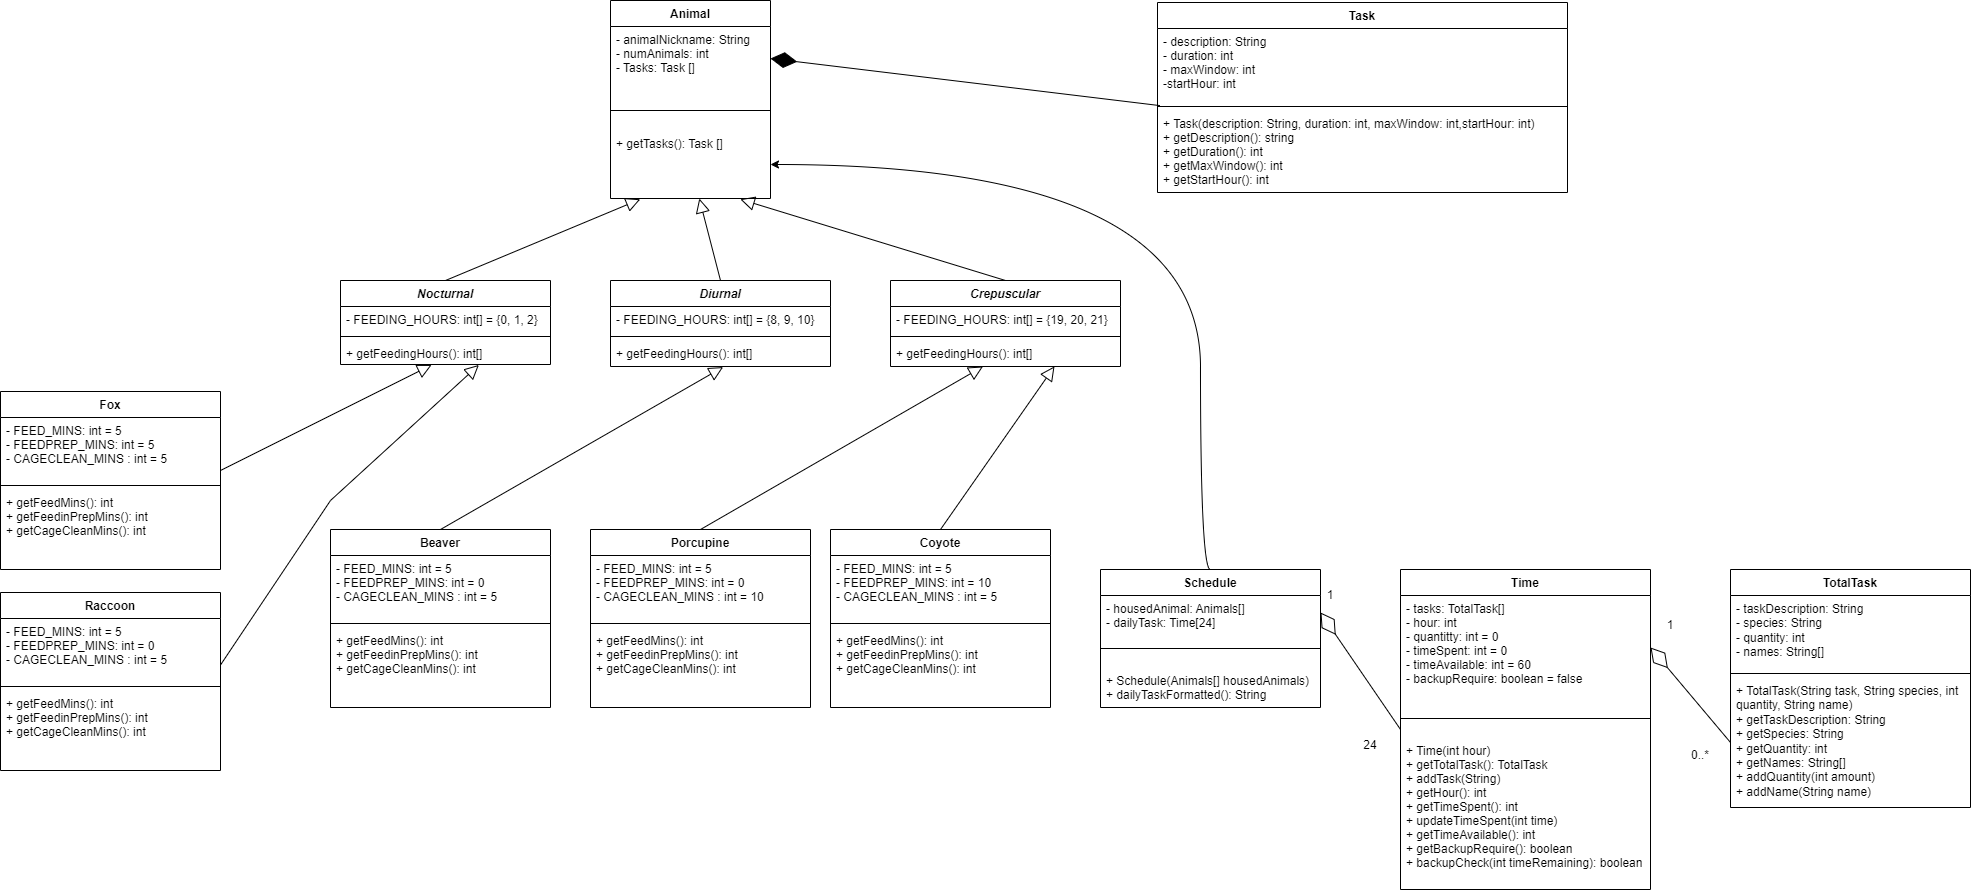 Animal
- animalNickname: String
- numAnimals: int
- Tasks: Task []
+ getTasks(): Task []
Task
- description: String
- duration: int
- maxWindow: int
-startHour: int
+ Task(description: String, duration: int, maxWindow: int,startHour: int)
+ getDescription(): string
+ getDuration(): int
+ getMaxWindow(): int
+ getStartHour(): int
Nocturnal
- FEEDING_HOURS: int[] = {0, 1, 2}
+ getFeedingHours(): int[]
Diurnal
- FEEDING_HOURS: int[] = {8, 9, 10}
+ getFeedingHours(): int[]
Crepuscular
- FEEDING_HOURS: int[] = {19, 20, 21}
+ getFeedingHours(): int[]
Fox
- FEED_MINS: int = 5
- FEEDPREP_MINS: int = 5
- CAGECLEAN_MINS : int = 5
+ getFeedMins(): int
+ getFeedinPrepMins(): int
+ getCageCleanMins(): int
Raccoon
- FEED_MINS: int = 5
- FEEDPREP_MINS: int = 0
- CAGECLEAN_MINS : int = 5
+ getFeedMins(): int
+ getFeedinPrepMins(): int
+ getCageCleanMins(): int
Beaver
- FEED_MINS: int = 5
- FEEDPREP_MINS: int = 0
- CAGECLEAN_MINS : int = 5
+ getFeedMins(): int
+ getFeedinPrepMins(): int
+ getCageCleanMins(): int
Porcupine
- FEED_MINS: int = 5
- FEEDPREP_MINS: int = 0
- CAGECLEAN_MINS : int = 10
+ getFeedMins(): int
+ getFeedinPrepMins(): int
+ getCageCleanMins(): int
Coyote
- FEED_MINS: int = 5
- FEEDPREP_MINS: int = 10
- CAGECLEAN_MINS : int = 5
+ getFeedMins(): int
+ getFeedinPrepMins(): int
+ getCageCleanMins(): int
Schedule
- housedAnimal: Animals[]
- dailyTask: Time[24]
+ Schedule(Animals[] housedAnimals)
+ dailyTaskFormatted(): String
1
24
Time
- tasks: TotalTask[]
- hour: int
- quantitty: int = 0
- timeSpent: int = 0
- timeAvailable: int = 60
- backupRequire: boolean = false
+ Time(int hour)
+ getTotalTask(): TotalTask
+ addTask(String)
+ getHour(): int
+ getTimeSpent(): int
+ updateTimeSpent(int time)
+ getTimeAvailable(): int
+ getBackupRequire(): boolean
+ backupCheck(int timeRemaining): boolean
1
0..*
TotalTask
- taskDescription: String
- species: String
- quantity: int
- names: String[]
+ TotalTask(String task, String species, int
quantity, String name)
+ getTaskDescription: String
+ getSpecies: String
+ getQuantity: int
+ getNames: String[]
+ addQuantity(int amount)
+ addName(String name)